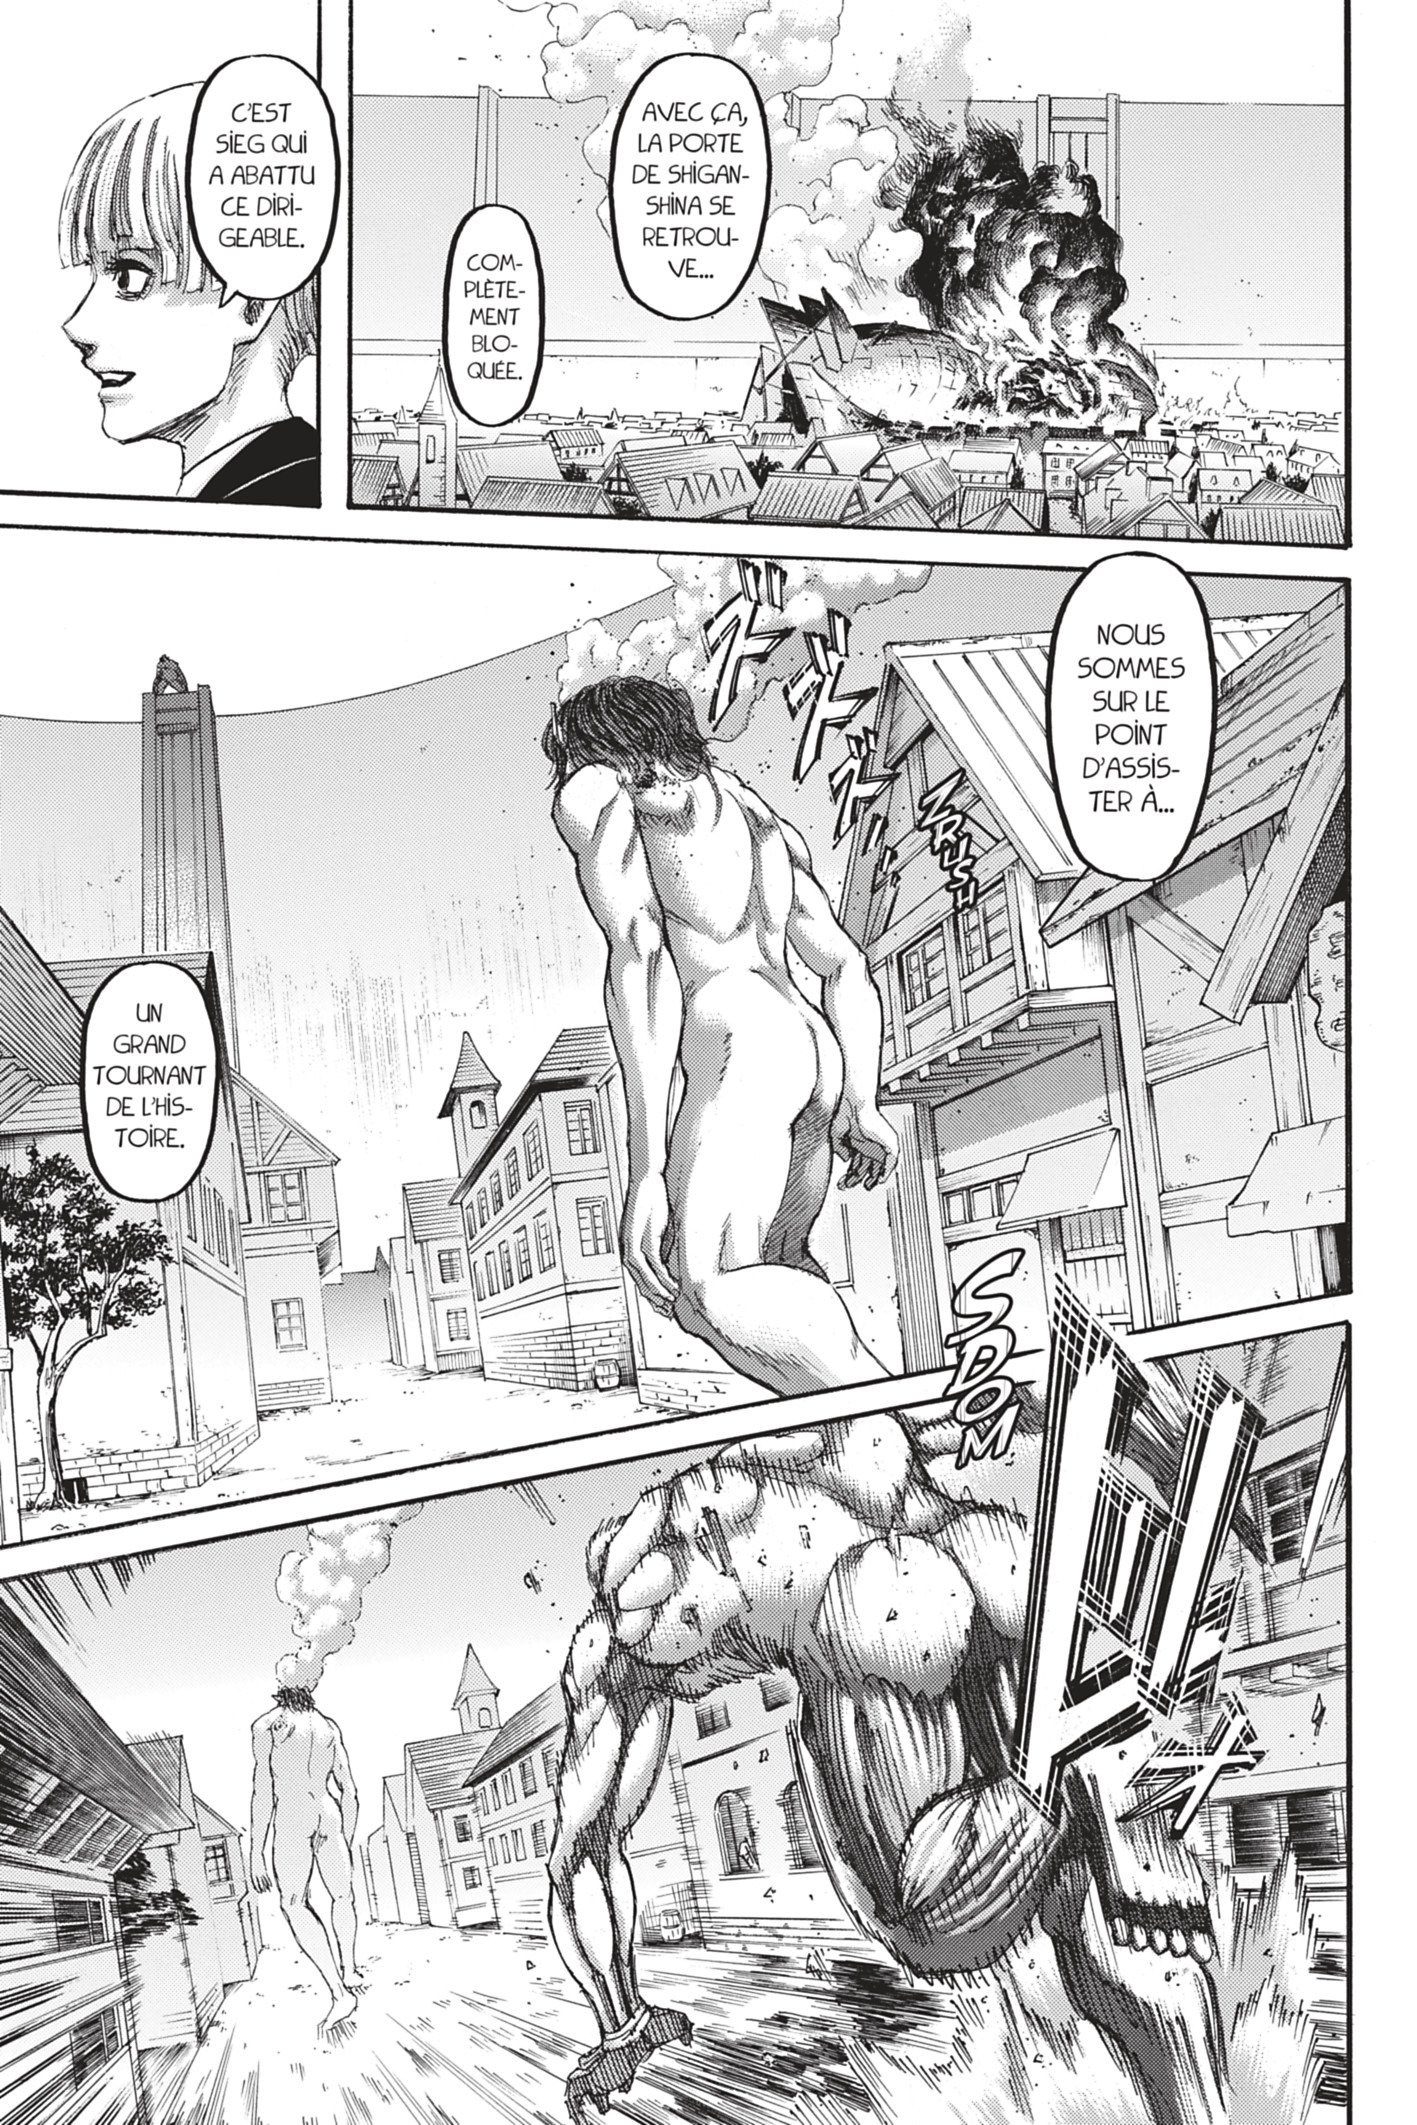 AVEC ÇA,
LA PORTE
DE SHIGAN-
SHINA SE
RETROU-
VE...
COM-
PLÈTE-
MENT
BLO-
QUÉE.
C'EST
SIEG QUI
A ABATTU
CE DIRI-
GEABLE.
NOUS
SOMMES
SUR LE
POINT
D'ASSIS-
TER À...
ZRUSH
UN
GRAND
TOURNANT
DE L'HIS-
TOIRE.
SDOM